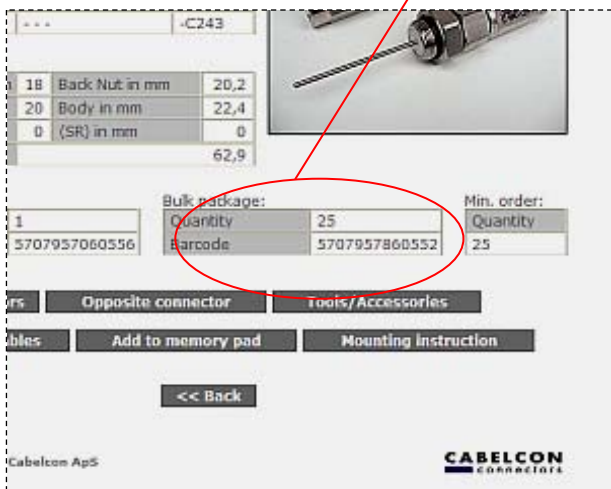 - - - -C243
18 Back Nut in mm 20,2
20 Body in mm 22,4
0 (SR) in mm 0
62,9
Bulk package: Min. order:
1 Quantity 25 Quantity
5707957060556 Barcode 5707957860552 25
rs Opposite connector Tools/Accessories
bles Add to memory pad Mounting instruction
<< Back
Cabelcon ApS CABELCON
connectors